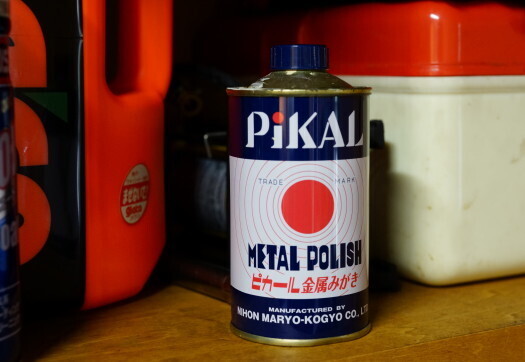 PiKAL
TRADE MARK
METAL POLISH
ピカール金属みがき
MANUFACTURED BY
NIHON MARYO-KOGYO CO., LTD.